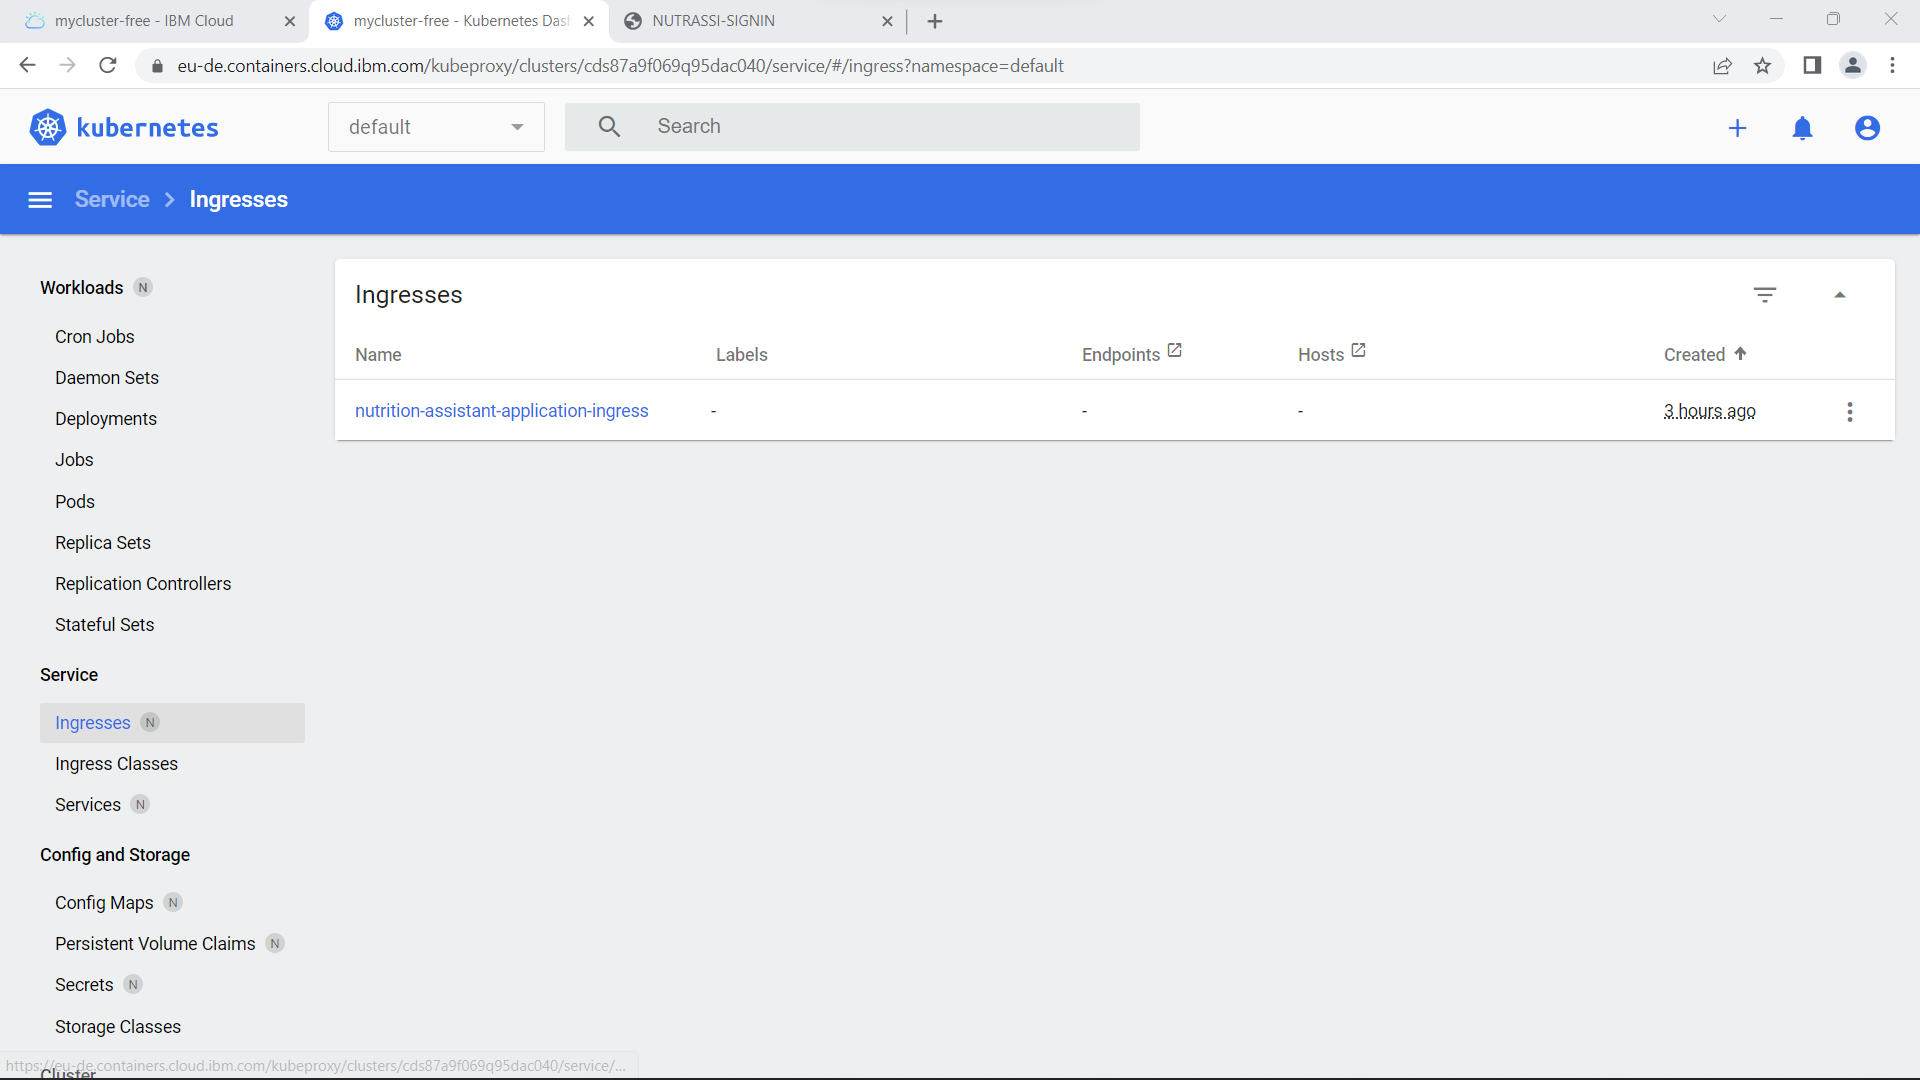 mycluster-free - IBM Cloud
mycluster-free - Kubernetes Das
NUTRASSI-SIGNIN
eu-de.containers.cloud.ibm.com/kubeproxy/clusters/cds87a9f069q95dac040/service/#/ingress?namespace=default
kubernetes
default
Search
Service > Ingresses
Workloads N
Cron Jobs
Daemon Sets
Deployments
Jobs
Pods
Replica Sets
Replication Controllers
Stateful Sets
Service
Ingresses N
Ingress Classes
Services N
Config and Storage
Config Maps N
Persistent Volume Claims N
Secrets N
Storage Classes
Cluster
Ingresses
Name Labels Endpoints Hosts Created
nutrition-assistant-application-ingress - - - 3 hours ago
https://eu-de.containers.cloud.ibm.com/kubeproxy/clusters/cds87a9f069q95dac040/service/...